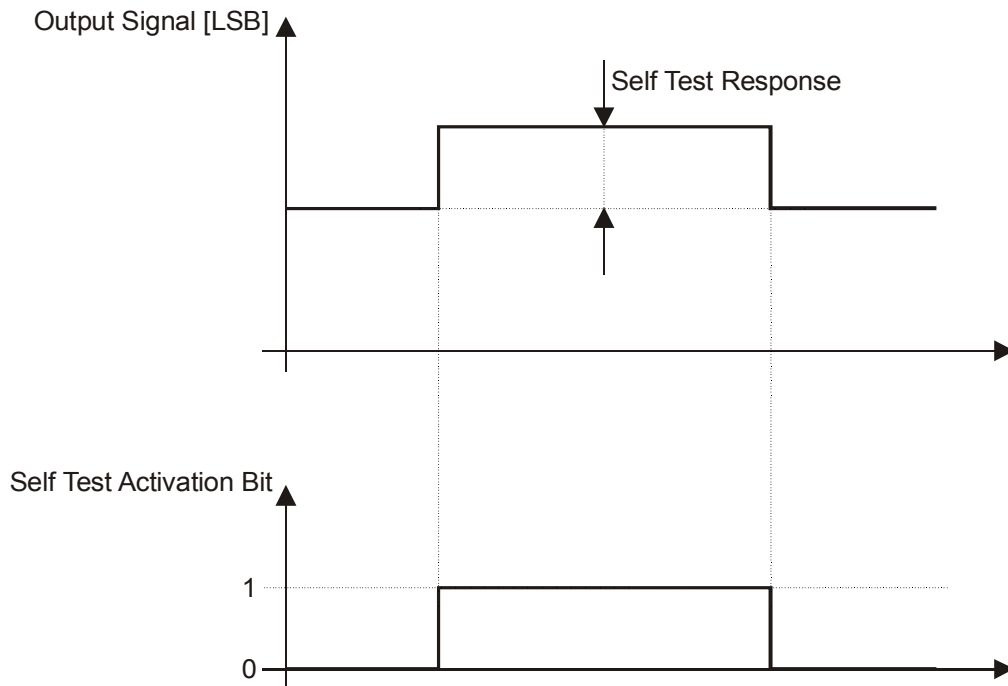 Output Signal [LSB]
Self Test Response
Self Test Activation Bit
1
0